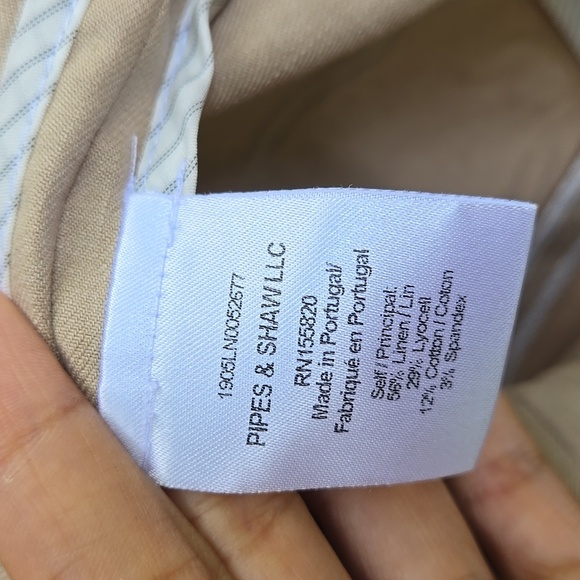 1905LN0052677
PIPES & SHAW LLC
RN155820
Made in Portugal/
Fabriqué en Portugal
Self / Principal:
56% Linen / Lin
29% Lyocell
12% Cotton / Coton
3% Spandex